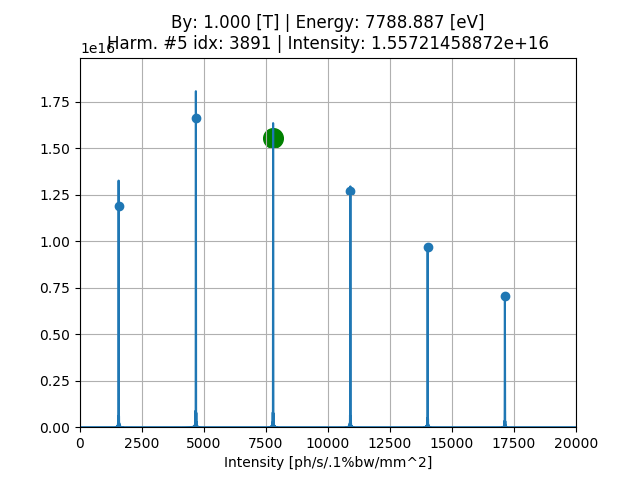 By: 1.000 [T] | Energy: 7788.887 [eV]
Harm. #5 idx: 3891 | Intensity: 1.55721458872e+16
1e16
1.75
1.50
1.25
1.00
0.75
0.50
0.25
0.00
0 2500 5000 7500 10000 12500 15000 17500 20000
Intensity [ph/s/.1%bw/mm^2]